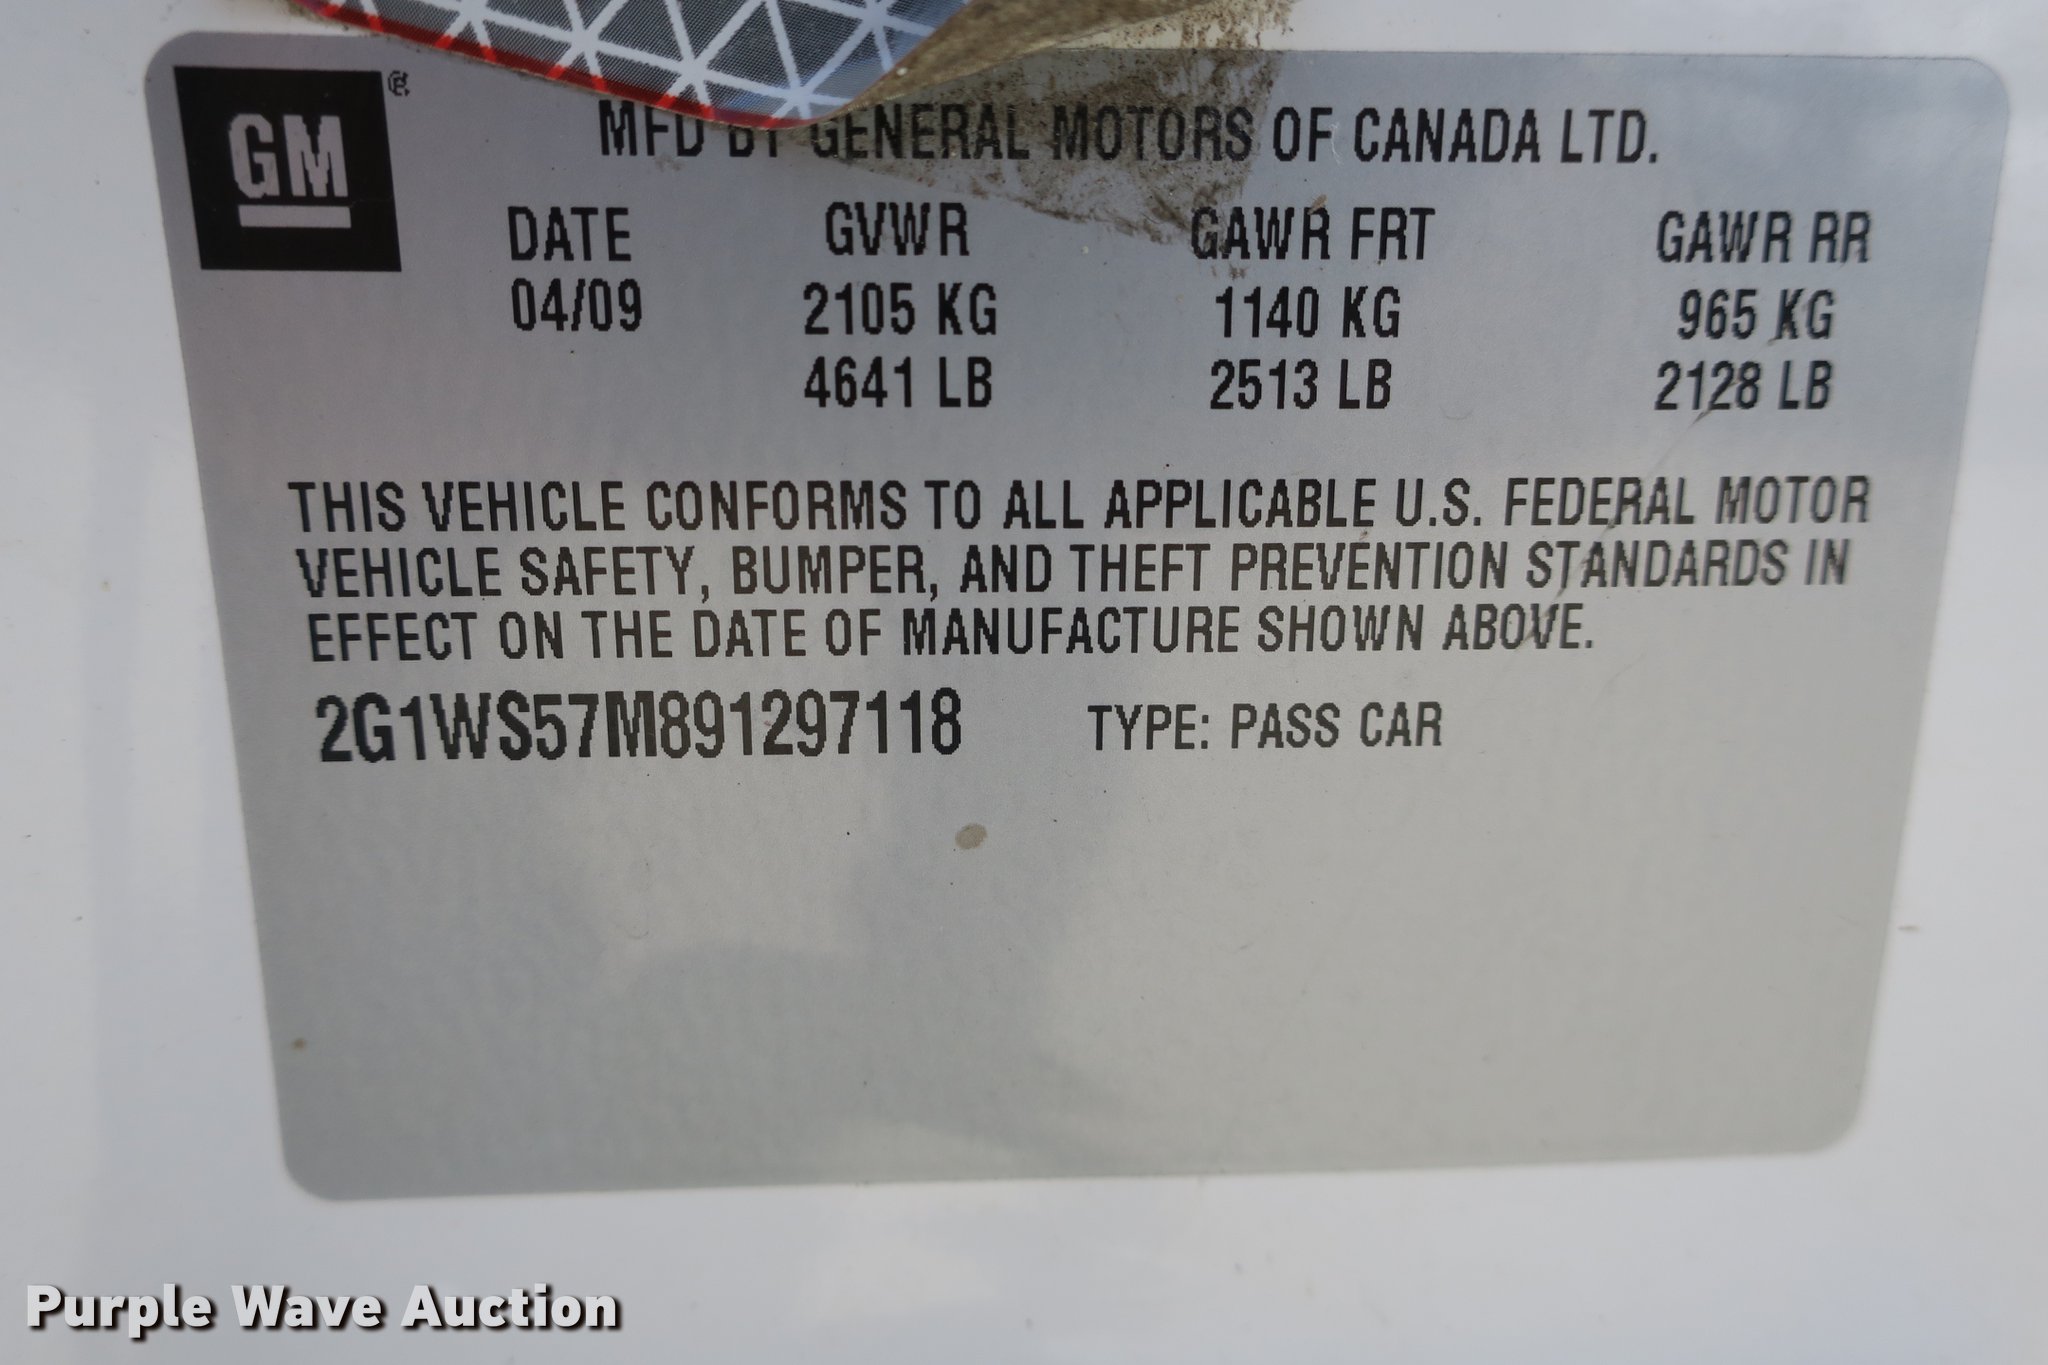 GM
MFD BY GENERAL MOTORS OF CANADA LTD.
DATE GVWR GAWR FRT GAWR RR
04/09 2105 KG 1140 KG 965 KG
4641 LB 2513 LB 2128 LB
THIS VEHICLE CONFORMS TO ALL APPLICABLE U.S. FEDERAL MOTOR
VEHICLE SAFETY, BUMPER, AND THEFT PREVENTION STANDARDS IN
EFFECT ON THE DATE OF MANUFACTURE SHOWN ABOVE.
2G1WS57M891297118 TYPE: PASS CAR
Purple Wave Auction